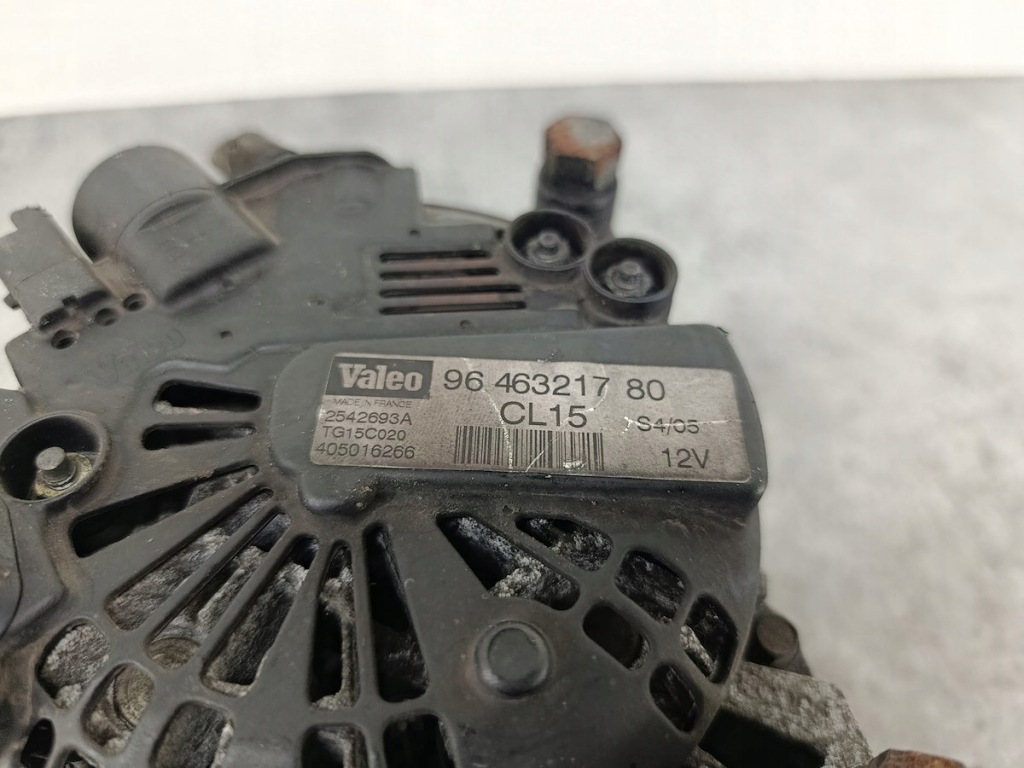 Valeo 96 463217 80
MADE IN FRANCE
2542693A CL15 S4/05
TG15C020
405016266 12V